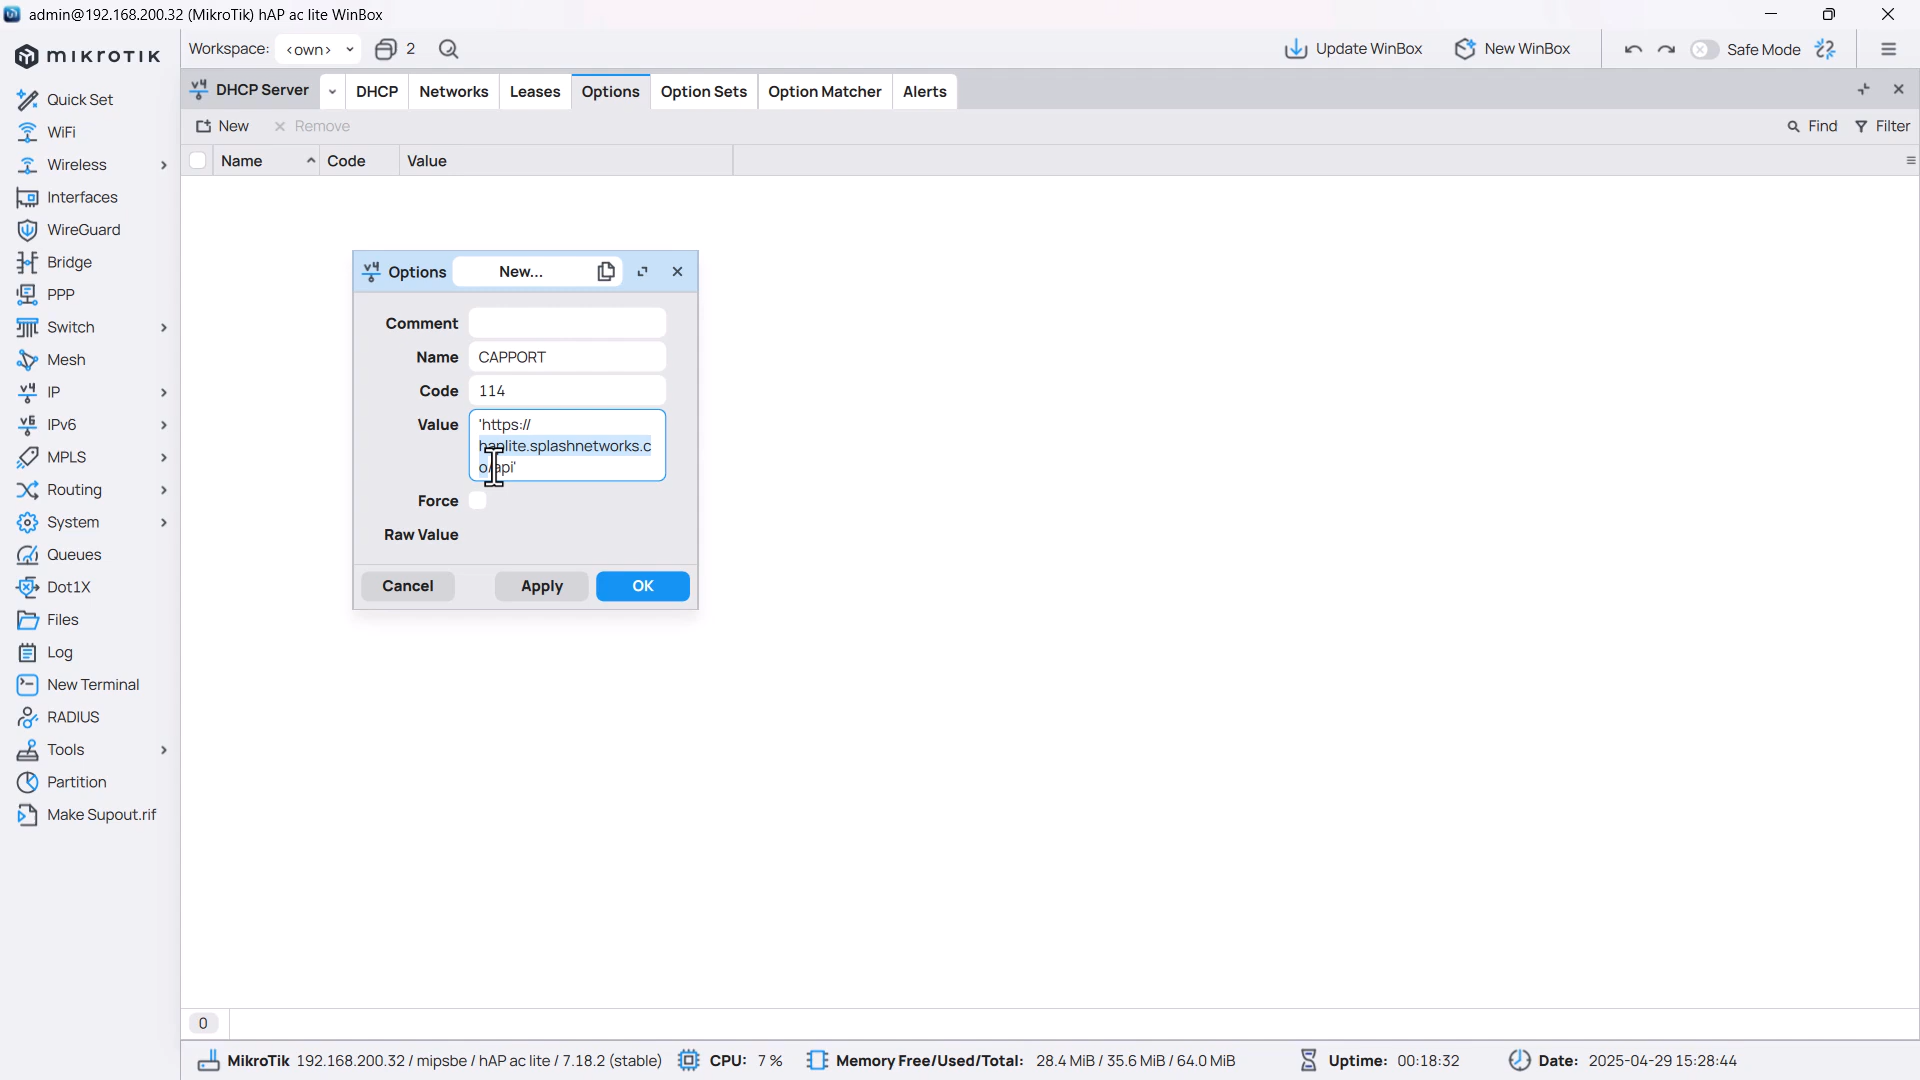 admin@192.168.200.32 (MikroTik) hAP ac lite WinBox
MIKROTIK
Workspace: <own> 2
Update WinBox New WinBox Safe Mode
DHCP Server DHCP Networks Leases Options Option Sets Option Matcher Alerts
New Remove
Find Filter
Name Code Value
Quick Set
WiFi
Wireless
Interfaces
WireGuard
Bridge
PPP
Switch
Mesh
IP
IPv6
MPLS
Routing
System
Queues
Dot1X
Files
Log
New Terminal
RADIUS
Tools
Partition
Make Supout.rif
Options New...
Comment
Name CAPPORT
Code 114
Value 'https://
haplite.splashnetworks.c
o/api'
Force
Raw Value
Cancel Apply OK
0
MikroTik 192.168.200.32 / mipsbe / hAP ac lite / 7.18.2 (stable) CPU: 7 % Memory Free/Used/Total: 28.4 MiB / 35.6 MiB / 64.0 MiB Uptime: 00:18:32 Date: 2025-04-29 15:28:44